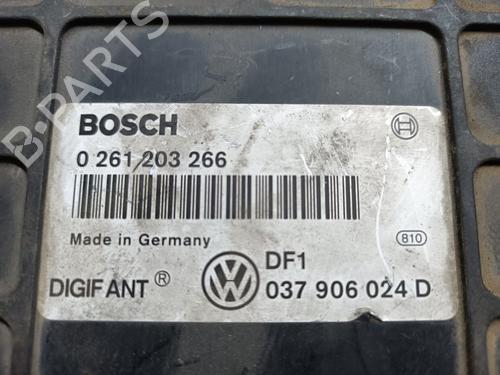 BOSCH
0 261 203 266
Made in Germany
810
DIGIFANT®
DF1
037 906 024 D
B-PARTS